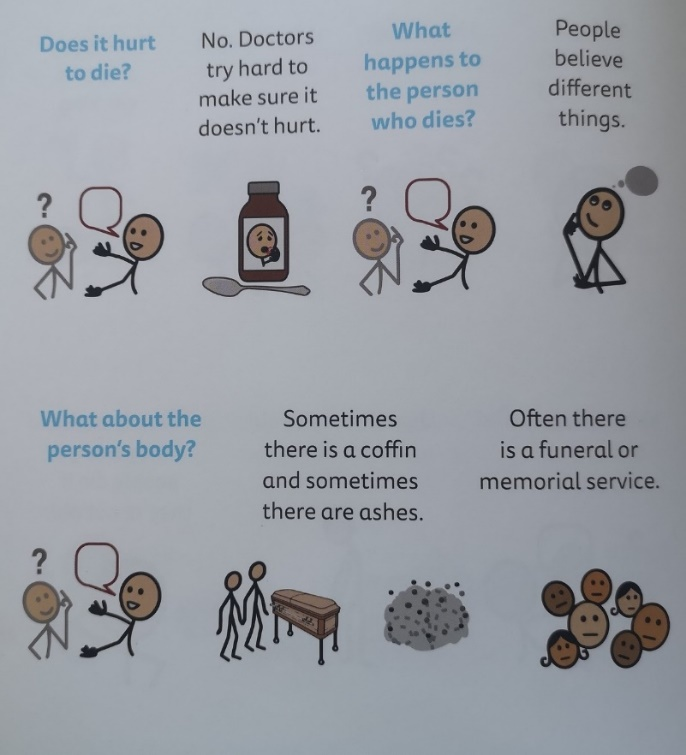 Does it hurt
to die?
No. Doctors
try hard to
make sure it
doesn't hurt.
What
happens to
the person
who dies?
People
believe
different
things.
?
?
What about the
person's body?
Sometimes
there is a coffin
and sometimes
there are ashes.
Often there
is a funeral or
memorial service.
?